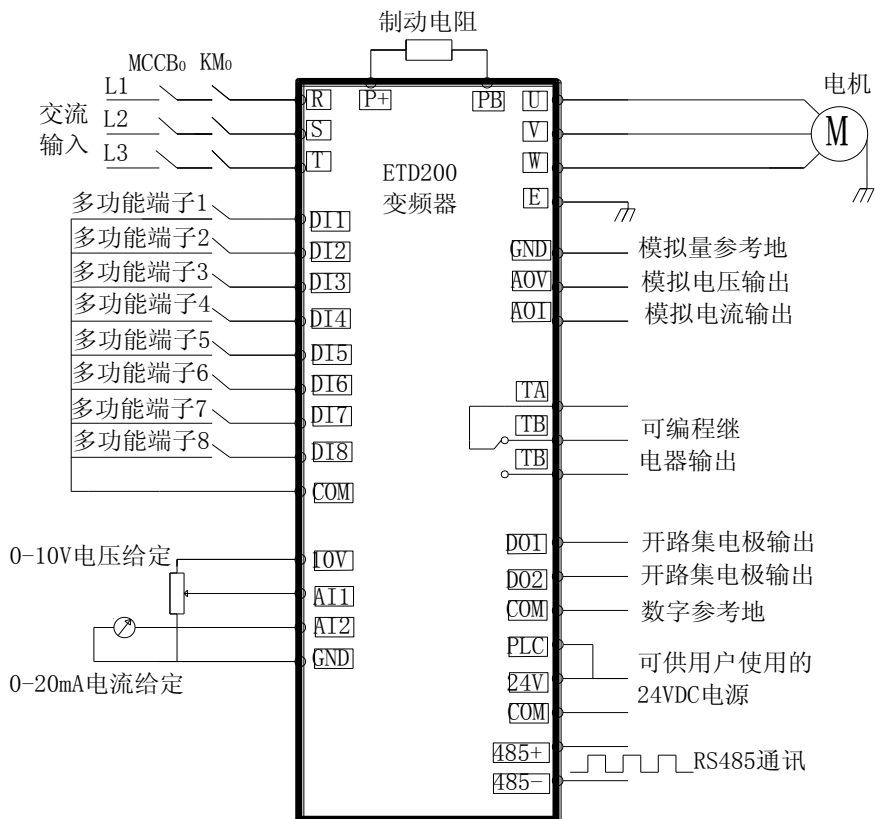 制动电阻
MCCB₀ KM₀
L1
L2
L3
交流
输入
R
S
T
P+
PB
U
V
W
E
电机
M
ETD200
变频器
多功能端子1
多功能端子2
多功能端子3
多功能端子4
多功能端子5
多功能端子6
多功能端子7
多功能端子8
DI1
DI2
DI3
DI4
DI5
DI6
DI7
DI8
COM
0-10V电压给定
0-20mA电流给定
10V
AI1
AI2
GND
GND 模拟量参考地
AOV 模拟电压输出
AOI 模拟电流输出
TA
TB
TB
可编程继
电器输出
DO1 开路集电极输出
DO2 开路集电极输出
COM 数字参考地
PLC
24V
COM
可供用户使用的
24VDC电源
485+
485-
RS485通讯